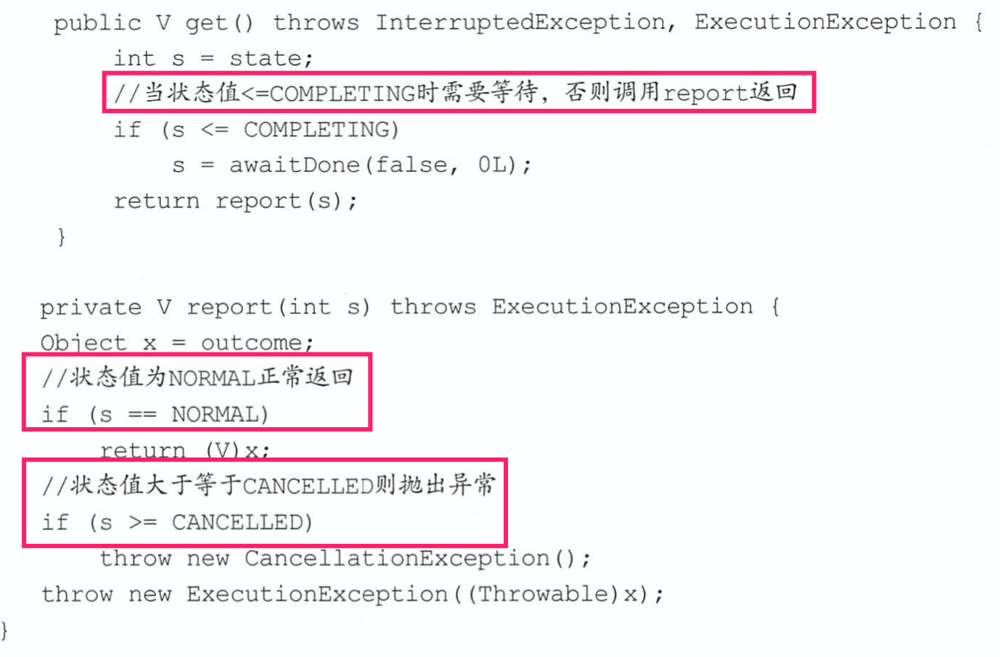 public V get() throws InterruptedException, ExecutionException {
int s = state;
//当状态值<=COMPLETING时需要等待，否则调用report返回
if (s <= COMPLETING)
s = awaitDone(false, 0L);
return report(s);
}
private V report(int s) throws ExecutionException {
Object x = outcome;
//状态值为NORMAL正常返回
if (s == NORMAL)
return (V)x;
//状态值大于等于CANCELLED则抛出异常
if (s >= CANCELLED)
throw new CancellationException();
throw new ExecutionException((Throwable)x);
}